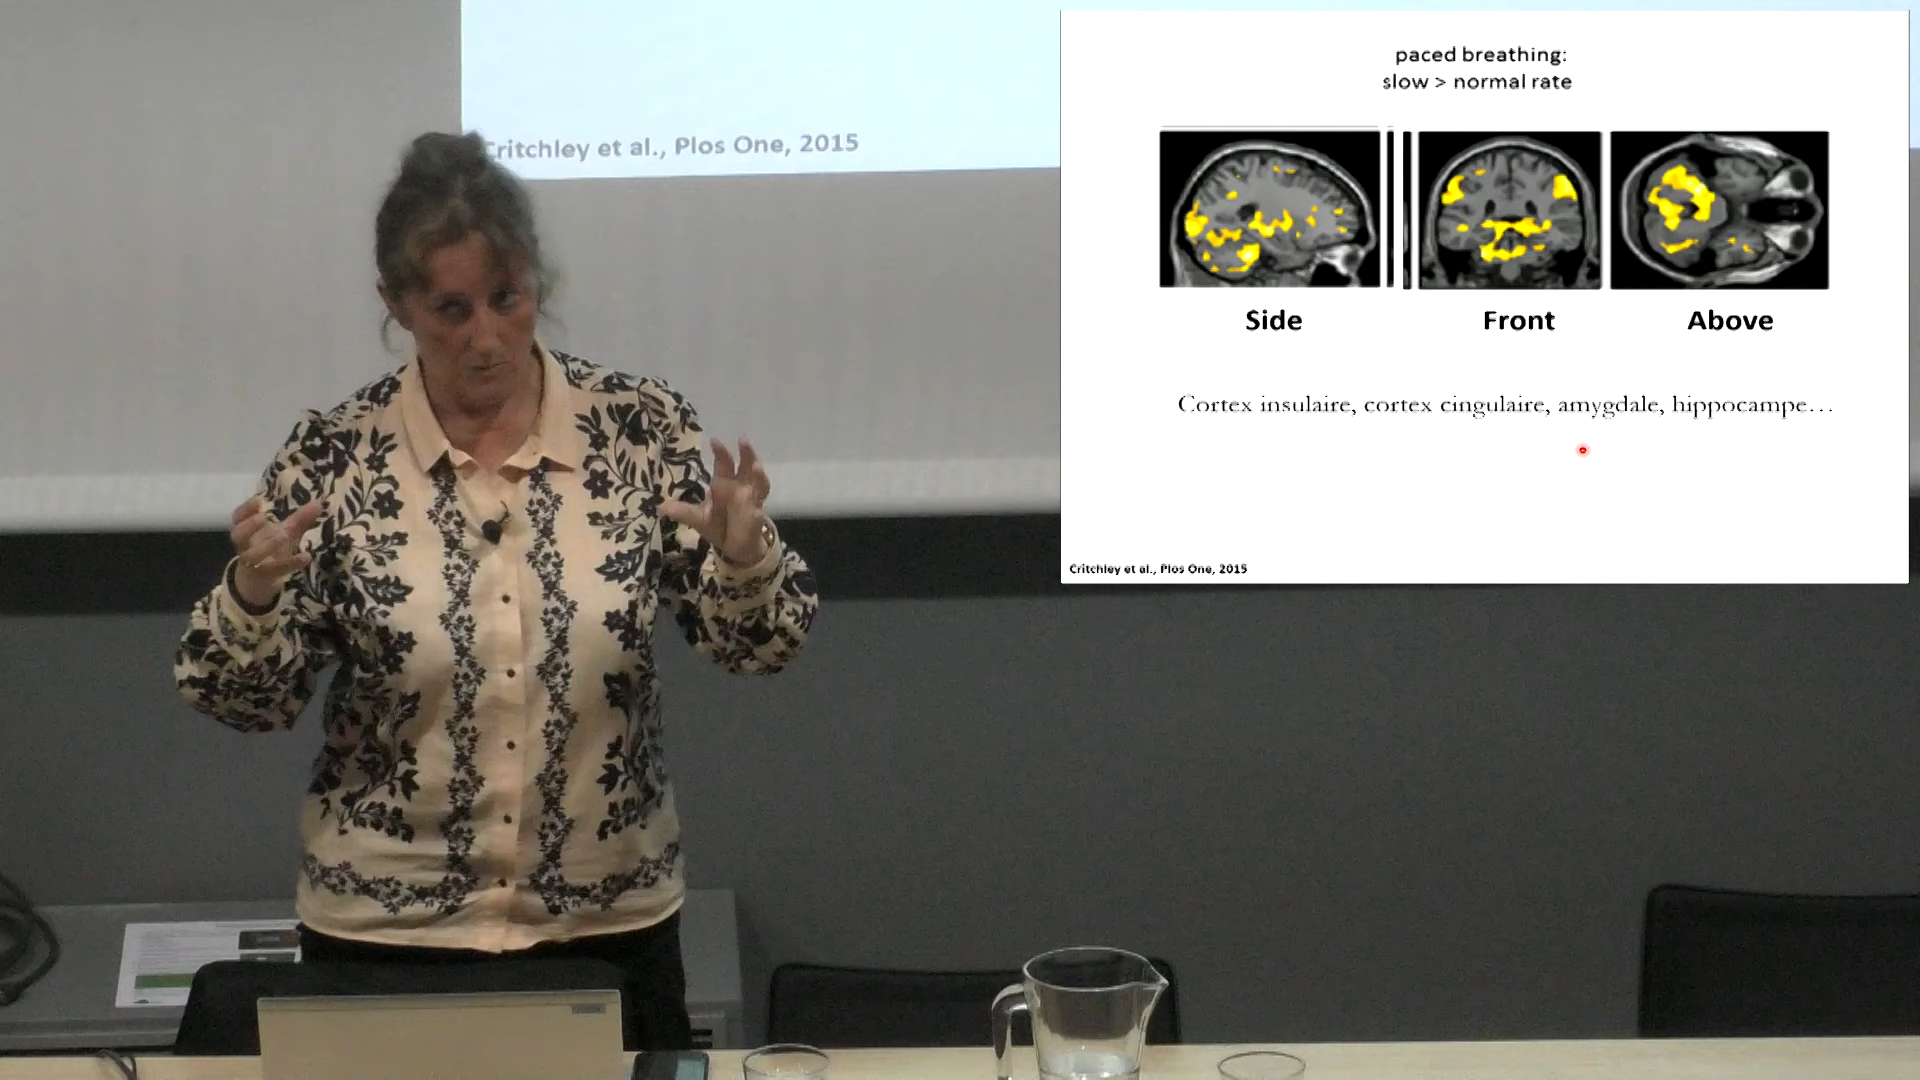 paced breathing:
slow > normal rate
Side
Front
Above
Cortex insulaire, cortex cingulaire, amygdale, hippocampe...
Critchley et al., Plos One, 2015
Critchley et al., Plos One, 2015